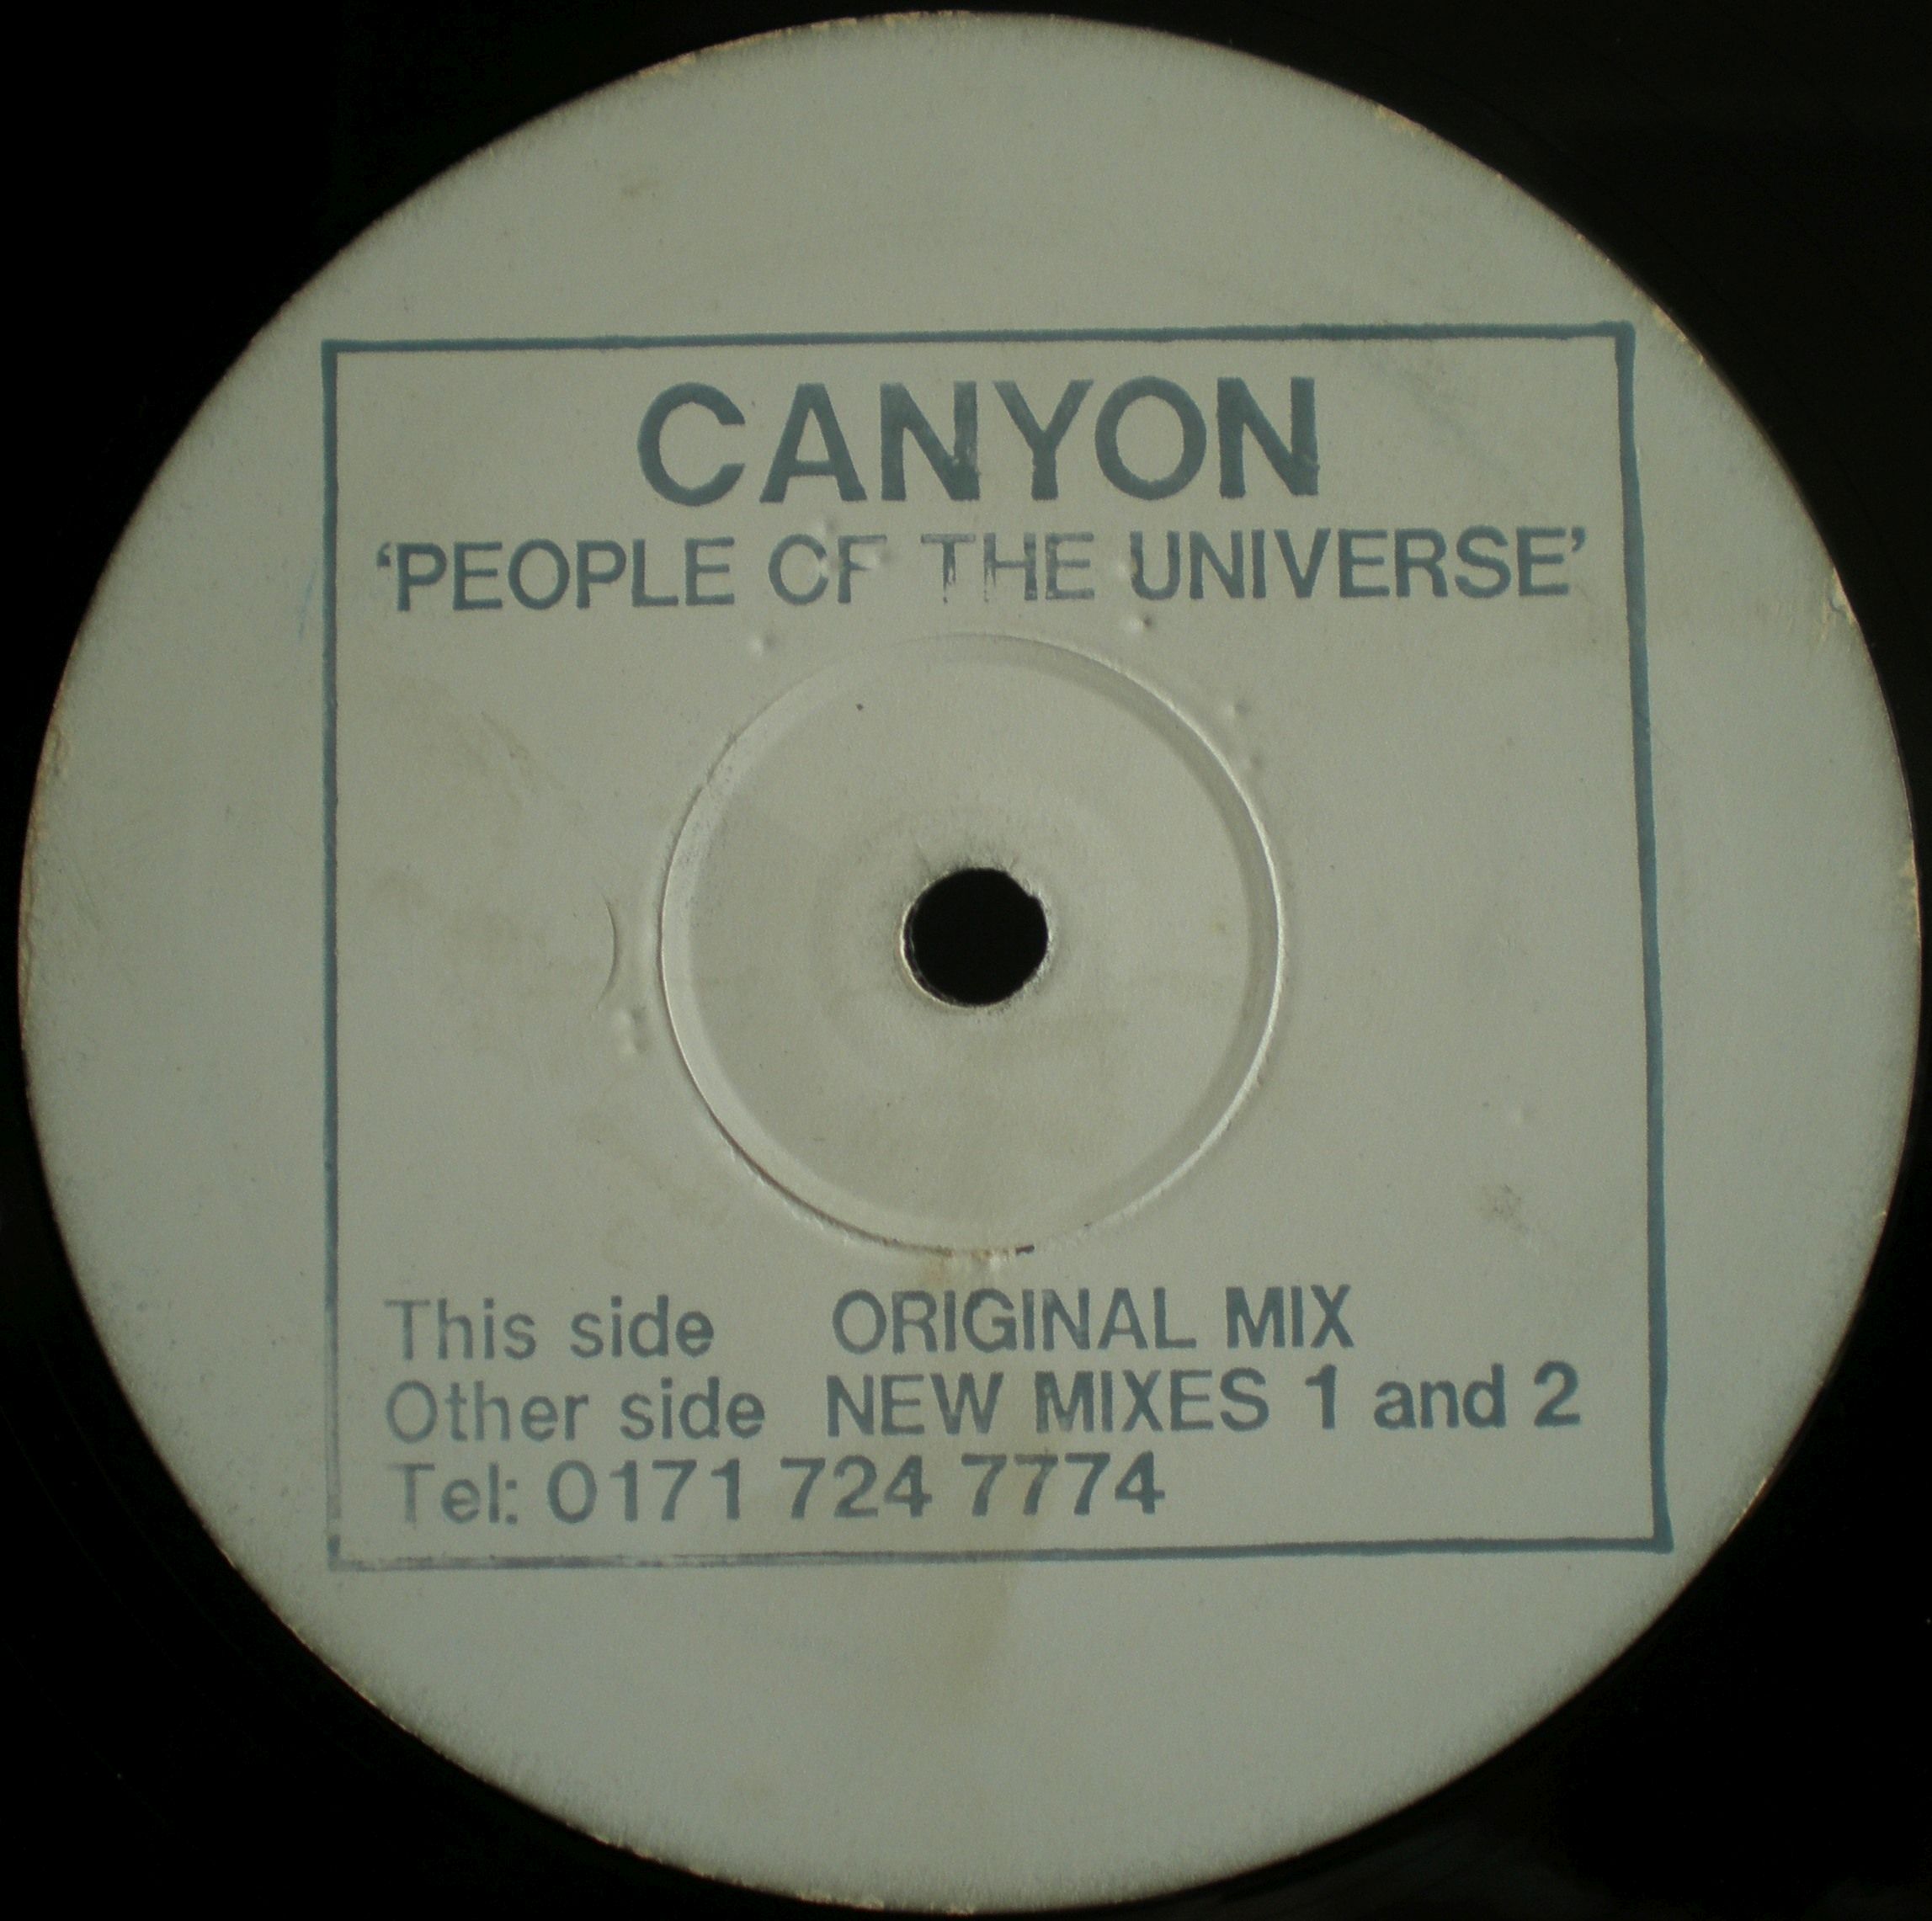 CANYON
‘PEOPLE OF THE UNIVERSE’
This side ORIGINAL MIX
Other side NEW MIXES 1 and 2
Tel: 0171 724 7774